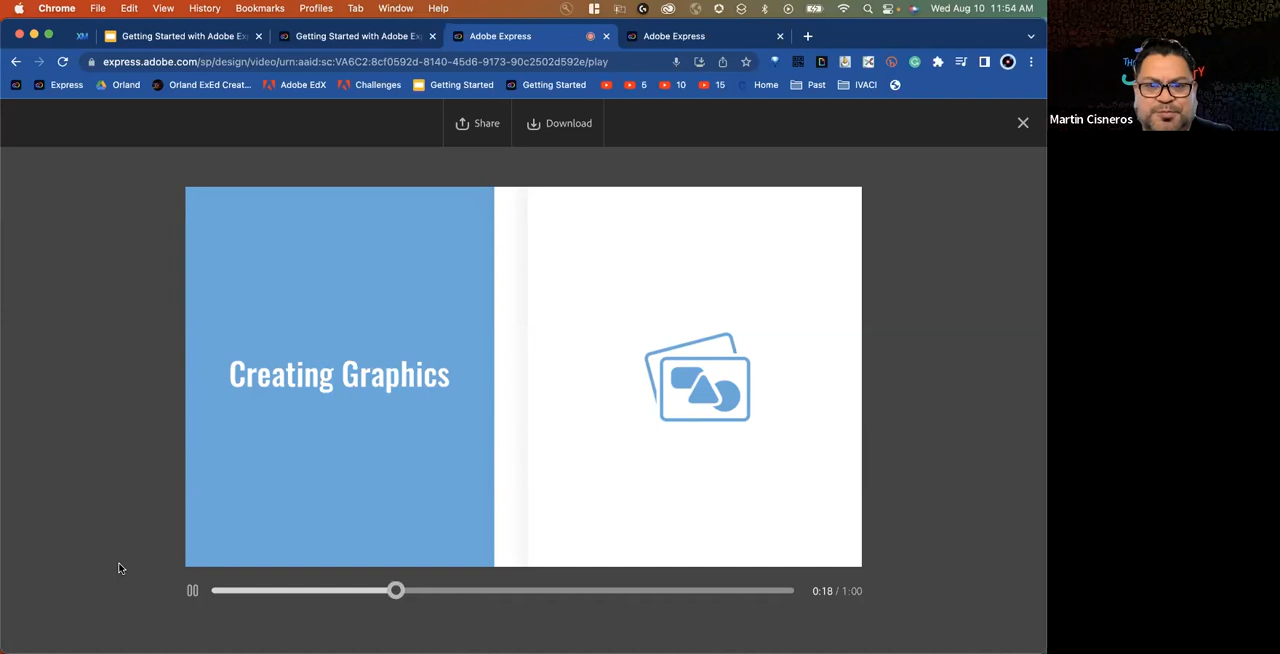 Chrome File Edit View History Bookmarks Profiles Tab Window Help Wed Aug 10 11:54 AM
Getting Started with Adobe Ex Getting Started with Adobe Ex Adobe Express Adobe Express
express.adobe.com/sp/design/video/urn:aaid:sc:VA6C2:8cf0592d-8140-45d6-9173-90c2502d592e/play
Express Orland Orland ExEd Creat... Adobe EdX Challenges Getting Started Getting Started 5 10 15 Home Past IVACI
Share Download
Martin Cisneros
Creating Graphics
0:18 / 1:00